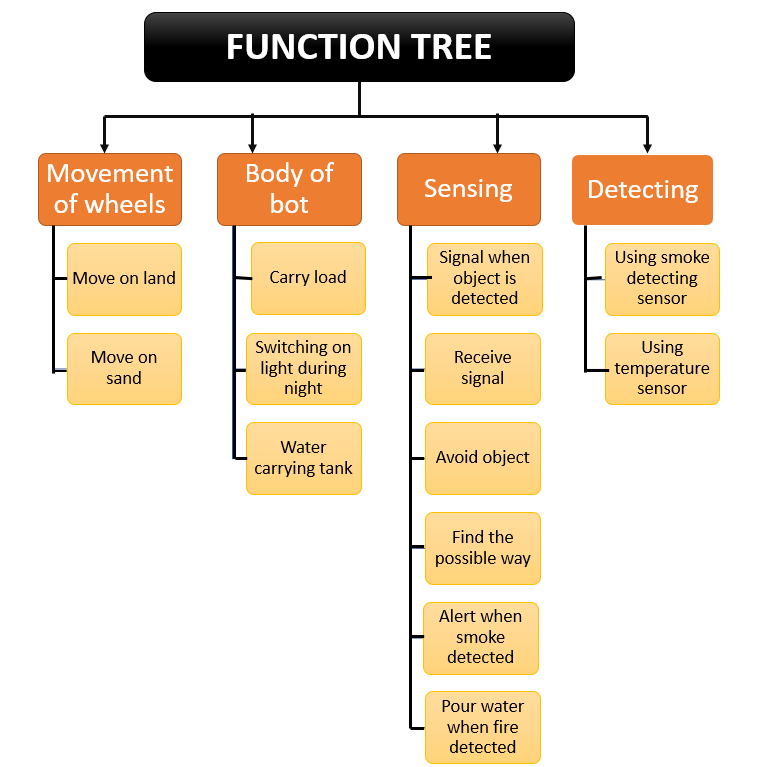 FUNCTION TREE
Movement
of wheels
Move on land
Move on
sand
Body of
bot
Carry load
Switching on
light during
night
Water
carrying tank
Sensing
Signal when
object is
detected
Receive
signal
Avoid object
Find the
possible way
Alert when
smoke
detected
Pour water
when fire
detected
Detecting
Using smoke
detecting
sensor
Using
temperature
sensor